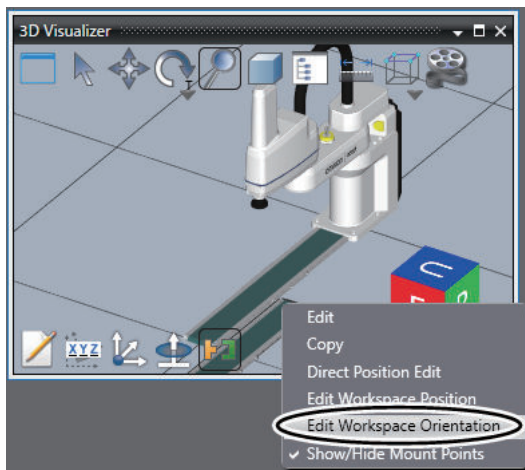 3D Visualizer
XYZ
Edit
Copy
Direct Position Edit
Edit Workspace Position
Edit Workspace Orientation
Show/Hide Mount Points